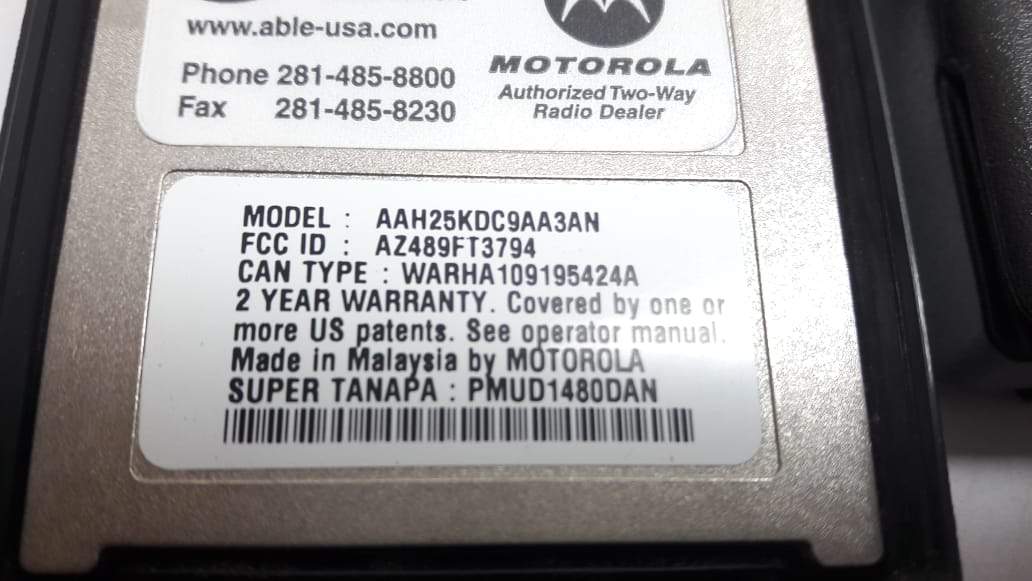 www.able-usa.com
Phone 281-485-8800
Fax 281-485-8230
MOTOROLA
Authorized Two-Way
Radio Dealer
MODEL : AAH25KDC9AA3AN
FCC ID : AZ489FT3794
CAN TYPE : WARHA109195424A
2 YEAR WARRANTY. Covered by one or
more US patents. See operator manual.
Made in Malaysia by MOTOROLA
SUPER TANAPA : PMUD1480DAN